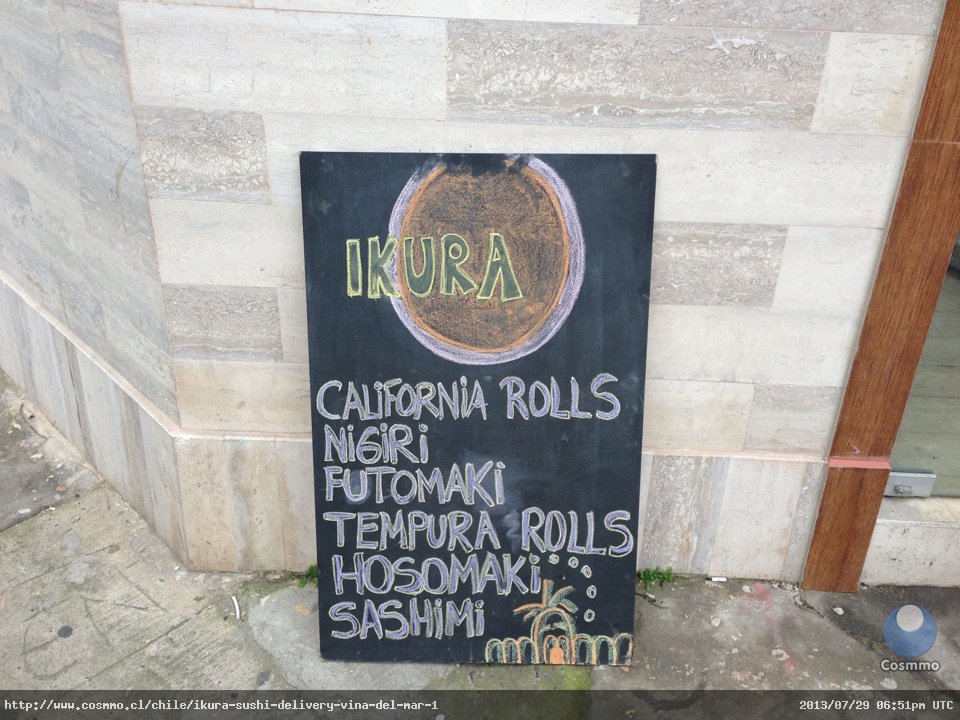 IKURA
CALiFORNiA ROLLS
NiGiRi
FUTOMAKi
TEMPURA ROLLS
HOSOMAKi
SASHiMi
Cosmmo
http://www.cosmmo.cl/chile/ikura-sushi-delivery-vina-del-mar-1 2013/07/29 06:51pm UTC